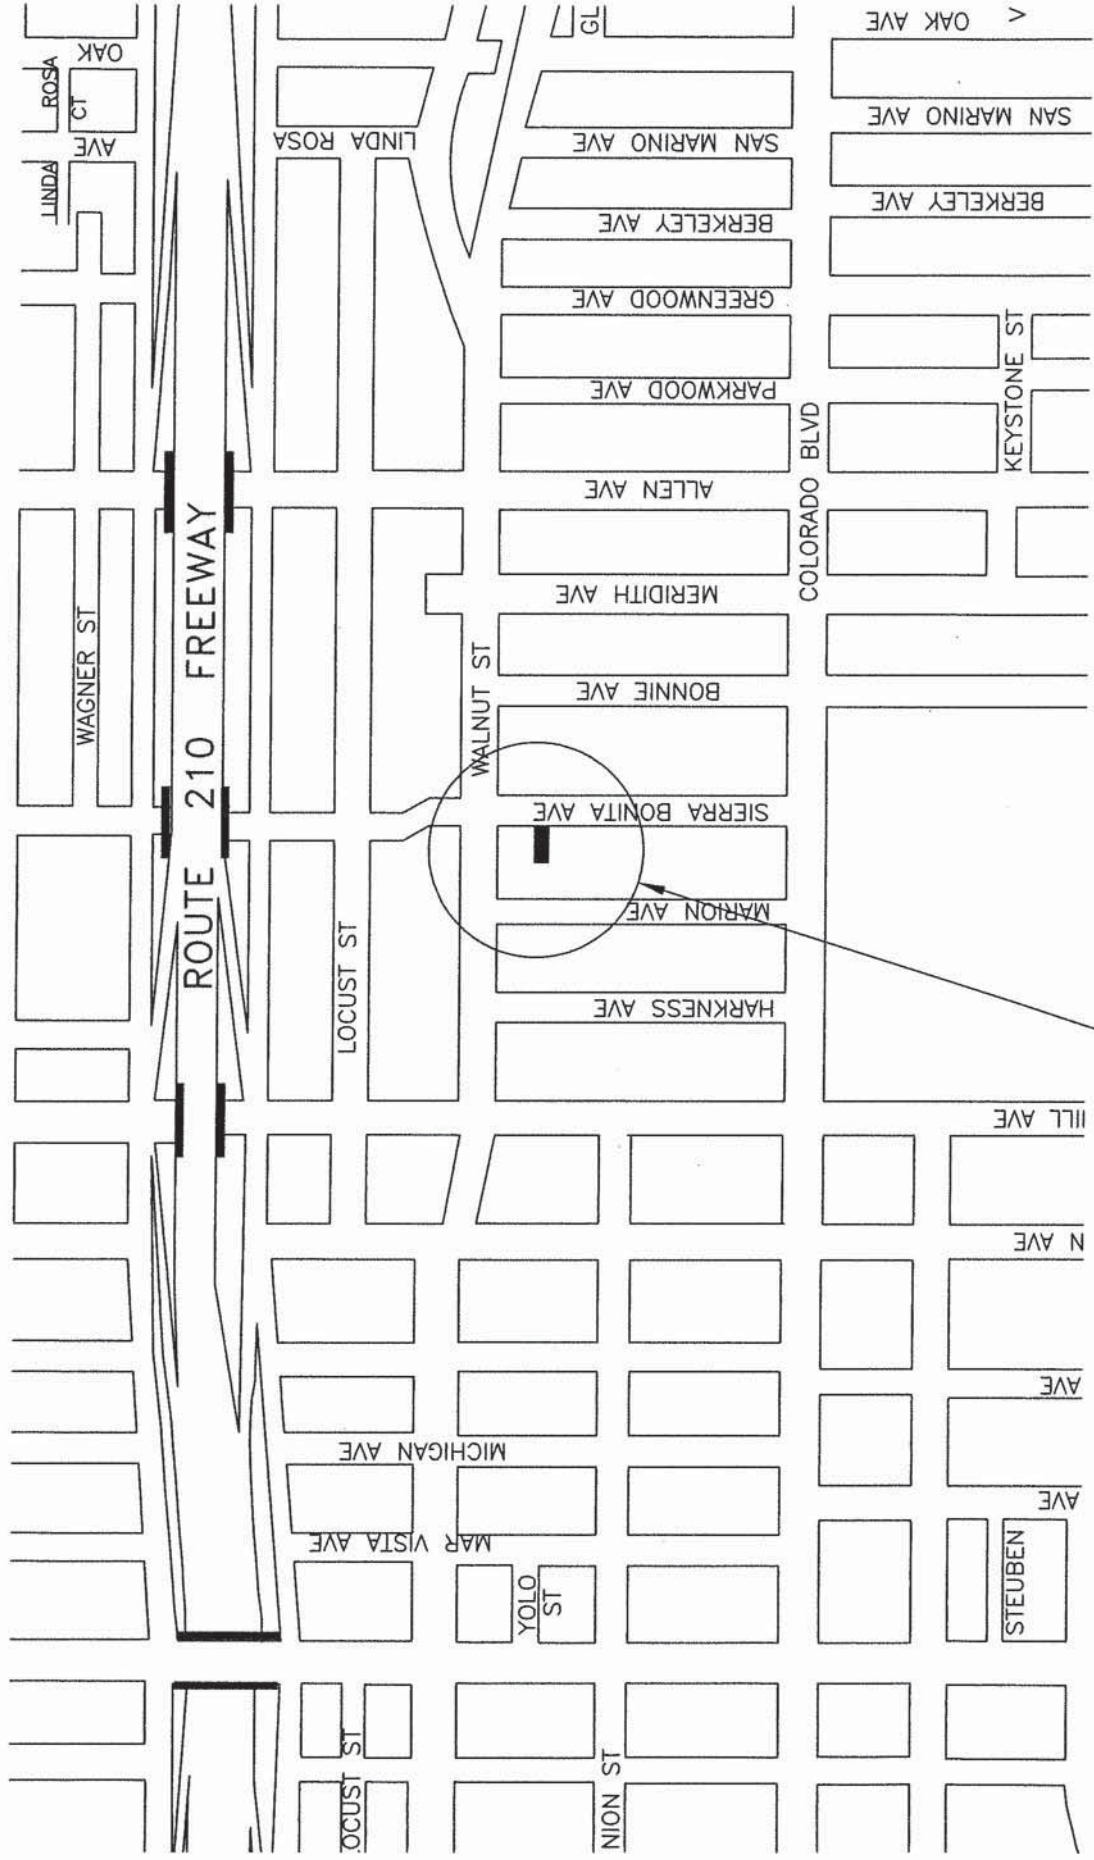 OAK
LINDA ROSA
CT
AVE
LINDA ROSA
GL
OAK AVE
V
SAN MARINO AVE
SAN MARINO AVE
BERKELEY AVE
BERKELEY AVE
GREENWOOD AVE
KEYSTONE ST
PARKWOOD AVE
COLORADO BLVD
ALLEN AVE
MERIDITH AVE
WAGNER ST
ROUTE 210 FREEWAY
WALNUT ST
BONNIE AVE
SIERRA BONITA AVE
MARION AVE
LOCUST ST
HARKNESS AVE
ILL AVE
N AVE
AVE
MICHIGAN AVE
AVE
MAR VISTA AVE
YOLO
ST
STEUBEN
OCUST ST
NION ST